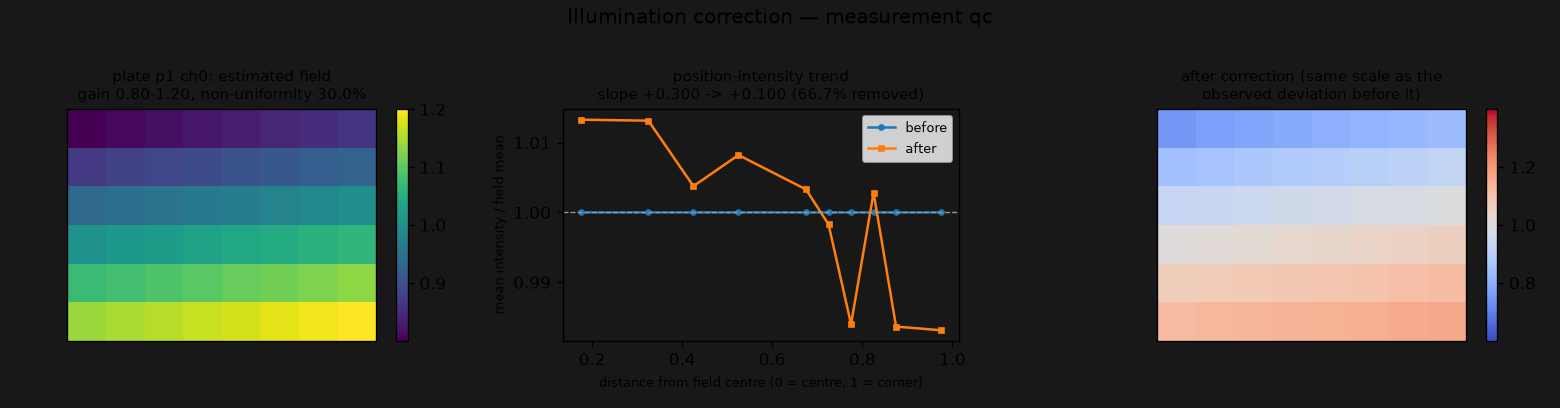 Illumination correction — measurement qc
plate p1 ch0: estimated field
gain 0.80-1.20, non-uniformity 30.0%
1.2
1.1
1.0
0.9
position-intensity trend
slope +0.300 -> +0.100 (66.7% removed)
mean intensity / field mean
1.01
1.00
0.99
before
after
0.2 0.4 0.6 0.8 1.0
distance from field centre (0 = centre, 1 = corner)
after correction (same scale as the
observed deviation before it)
1.2
1.0
0.8